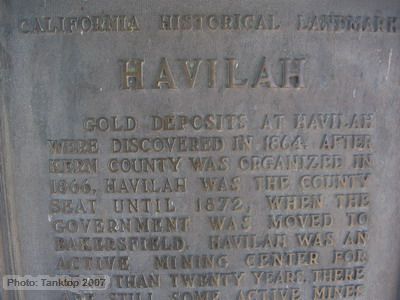 CALIFORNIA HISTORICAL LANDMARK
HAVILAH
GOLD DEPOSITS AT HAVILAH
WERE DISCOVERED IN 1864. AFTER
KERN COUNTY WAS ORGANIZED IN
1866, HAVILAH WAS THE COUNTY
SEAT UNTIL 1872, WHEN THE
GOVERNMENT WAS MOVED TO
BAKERSFIELD. HAVILAH WAS AN
ACTIVE MINING CENTER FOR
THAN TWENTY YEARS. THERE
STILL SOME ACTIVE MINES
Photo: Tanktop 2007